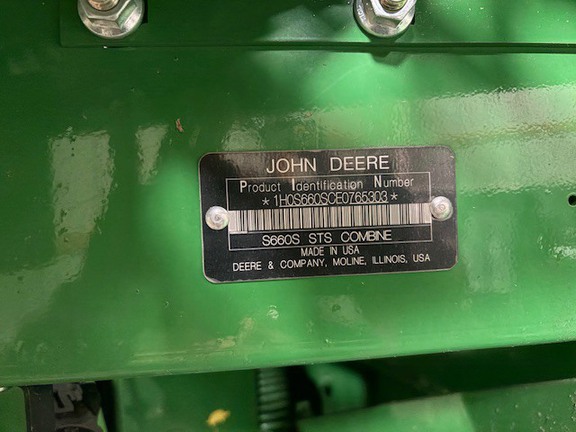 JOHN DEERE
Product Identification Number
*1H0S660SCE0765303*
S660S STS COMBINE
MADE IN USA
DEERE & COMPANY, MOLINE, ILLINOIS, USA